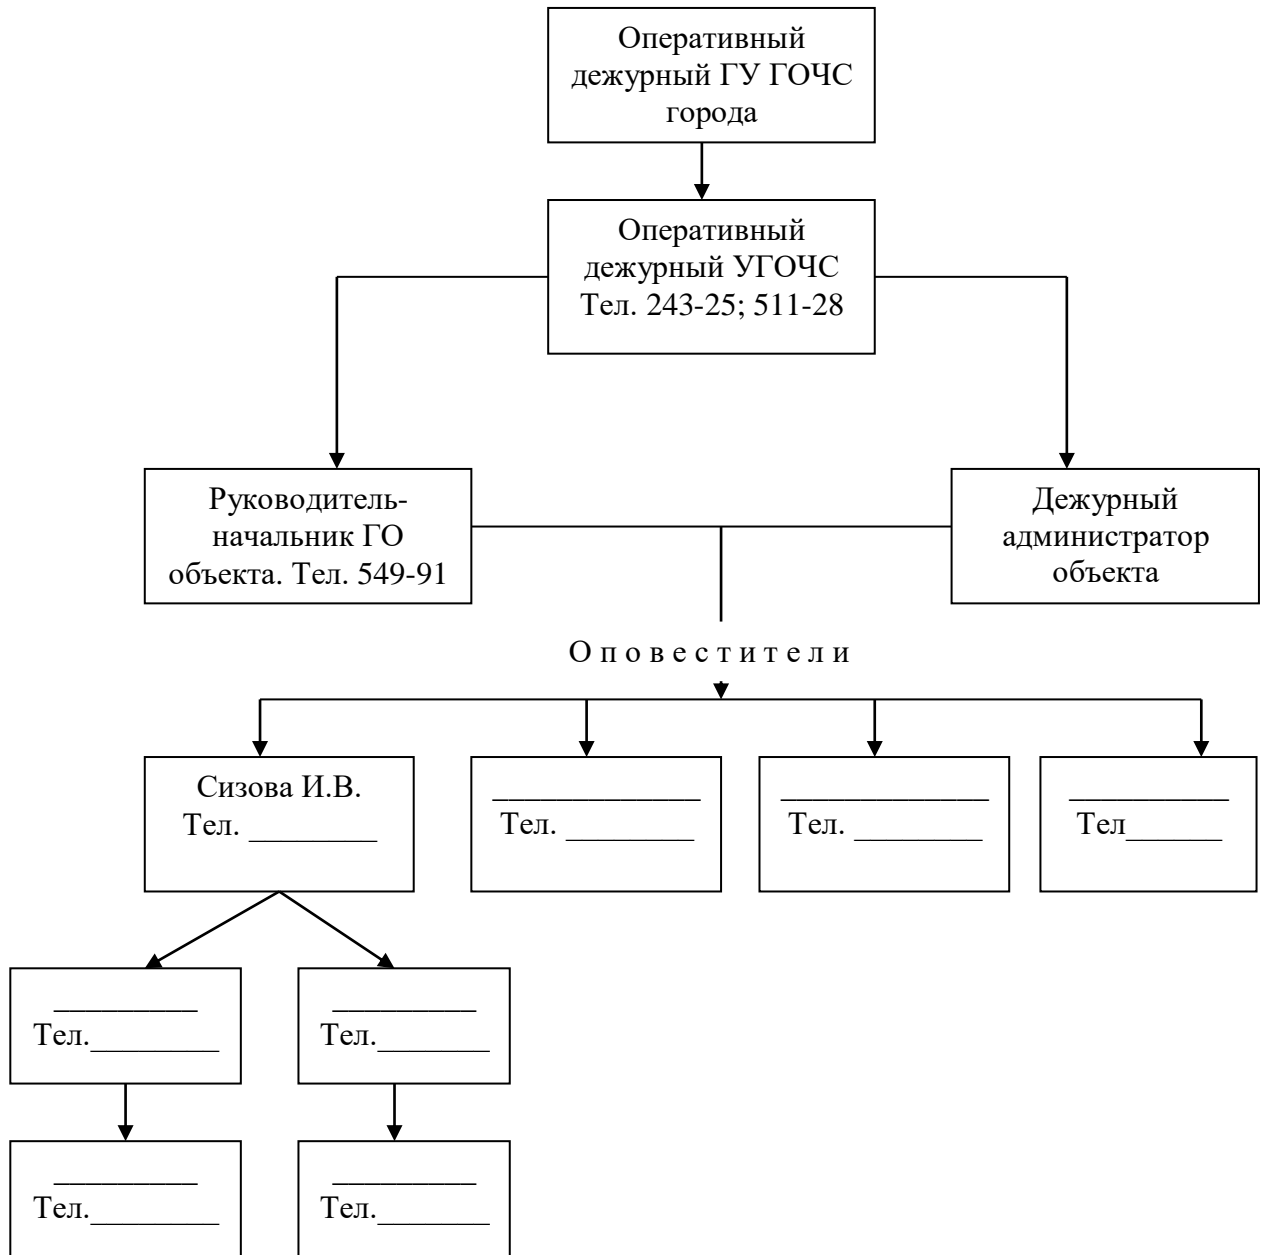 Оперативный
дежурный ГУ ГОЧС
города
Оперативный
дежурный УГОЧС
Тел. 243-25; 511-28
Руководитель-
начальник ГО
объекта. Тел. 549-91
Дежурный
администратор
объекта
О п о в е с т и т е л и
Сизова И.В.
Тел. ________
_____________
Тел. ________
_____________
Тел. ________
__________
Тел______
_________
Тел.________
_________
Тел._______
_________
Тел.________
_________
Тел._______